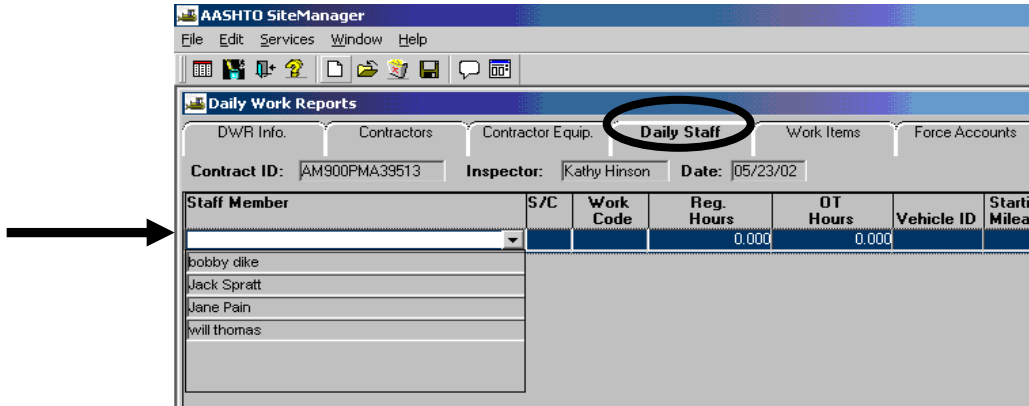 AASHTO SiteManager
File Edit Services Window Help
Daily Work Reports
DWR Info. Contractors Contractor Equip. Daily Staff Work Items Force Accounts
Contract ID: AM900PMA39513 Inspector: Kathy Hinson Date: 05/23/02
Staff Member S/C Work Code Reg. Hours OT Hours Vehicle ID Starti Milea
0.000 0.000
bobby dike
Jack Spratt
Jane Pain
will thomas